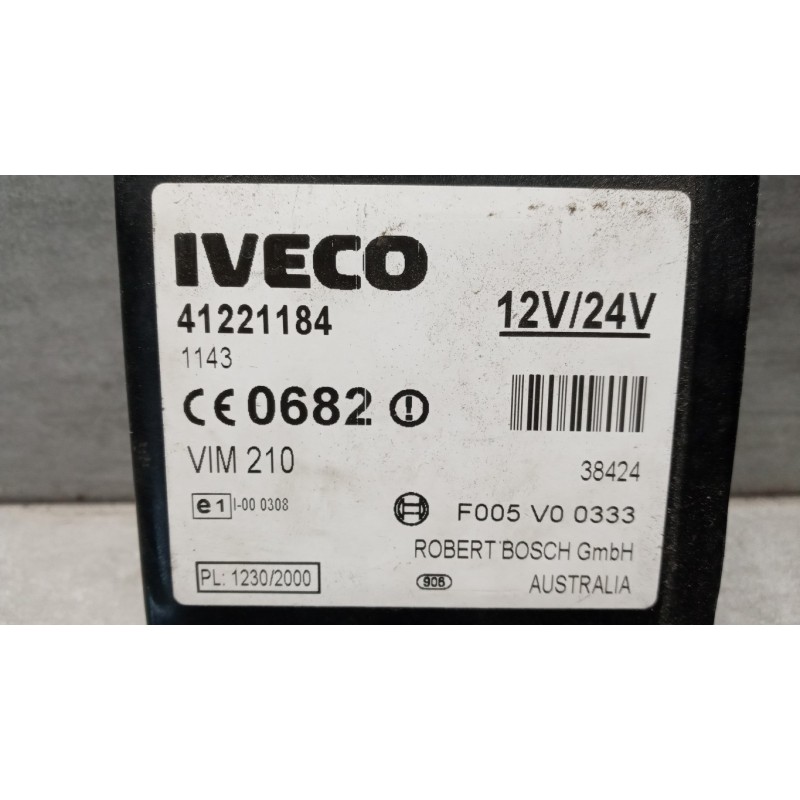 IVECO
41221184
12V/24V
1143
CE 0682
VIM 210
38424
e1 I-00 0308
F005 V0 0333
ROBERT BOSCH GmbH
PL: 1230/2000
906
AUSTRALIA